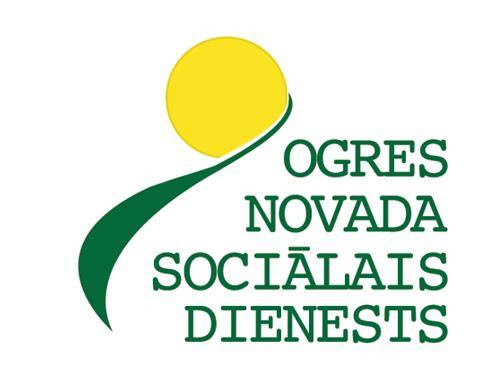 OGRES
NOVADA
SOCIĀLAIS
DIENESTS